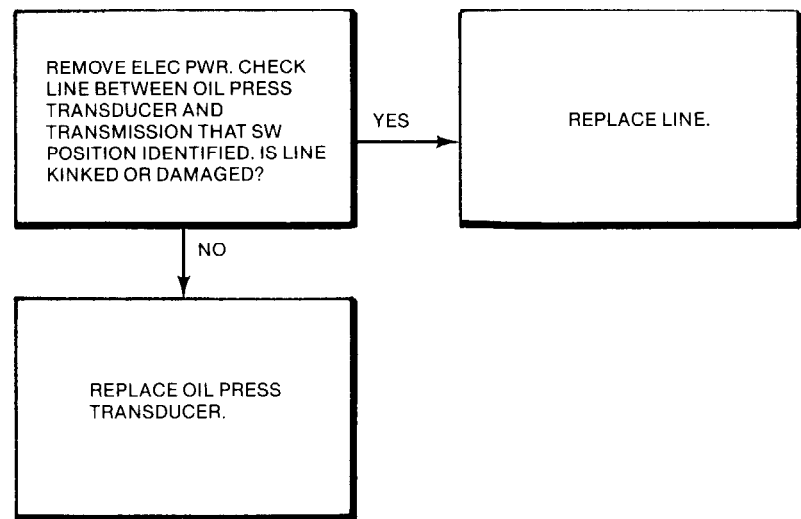 REMOVE ELEC PWR. CHECK
LINE BETWEEN OIL PRESS
TRANSDUCER AND
TRANSMISSION THAT SW
POSITION IDENTIFIED. IS LINE
KINKED OR DAMAGED?
YES
REPLACE LINE.
NO
REPLACE OIL PRESS
TRANSDUCER.